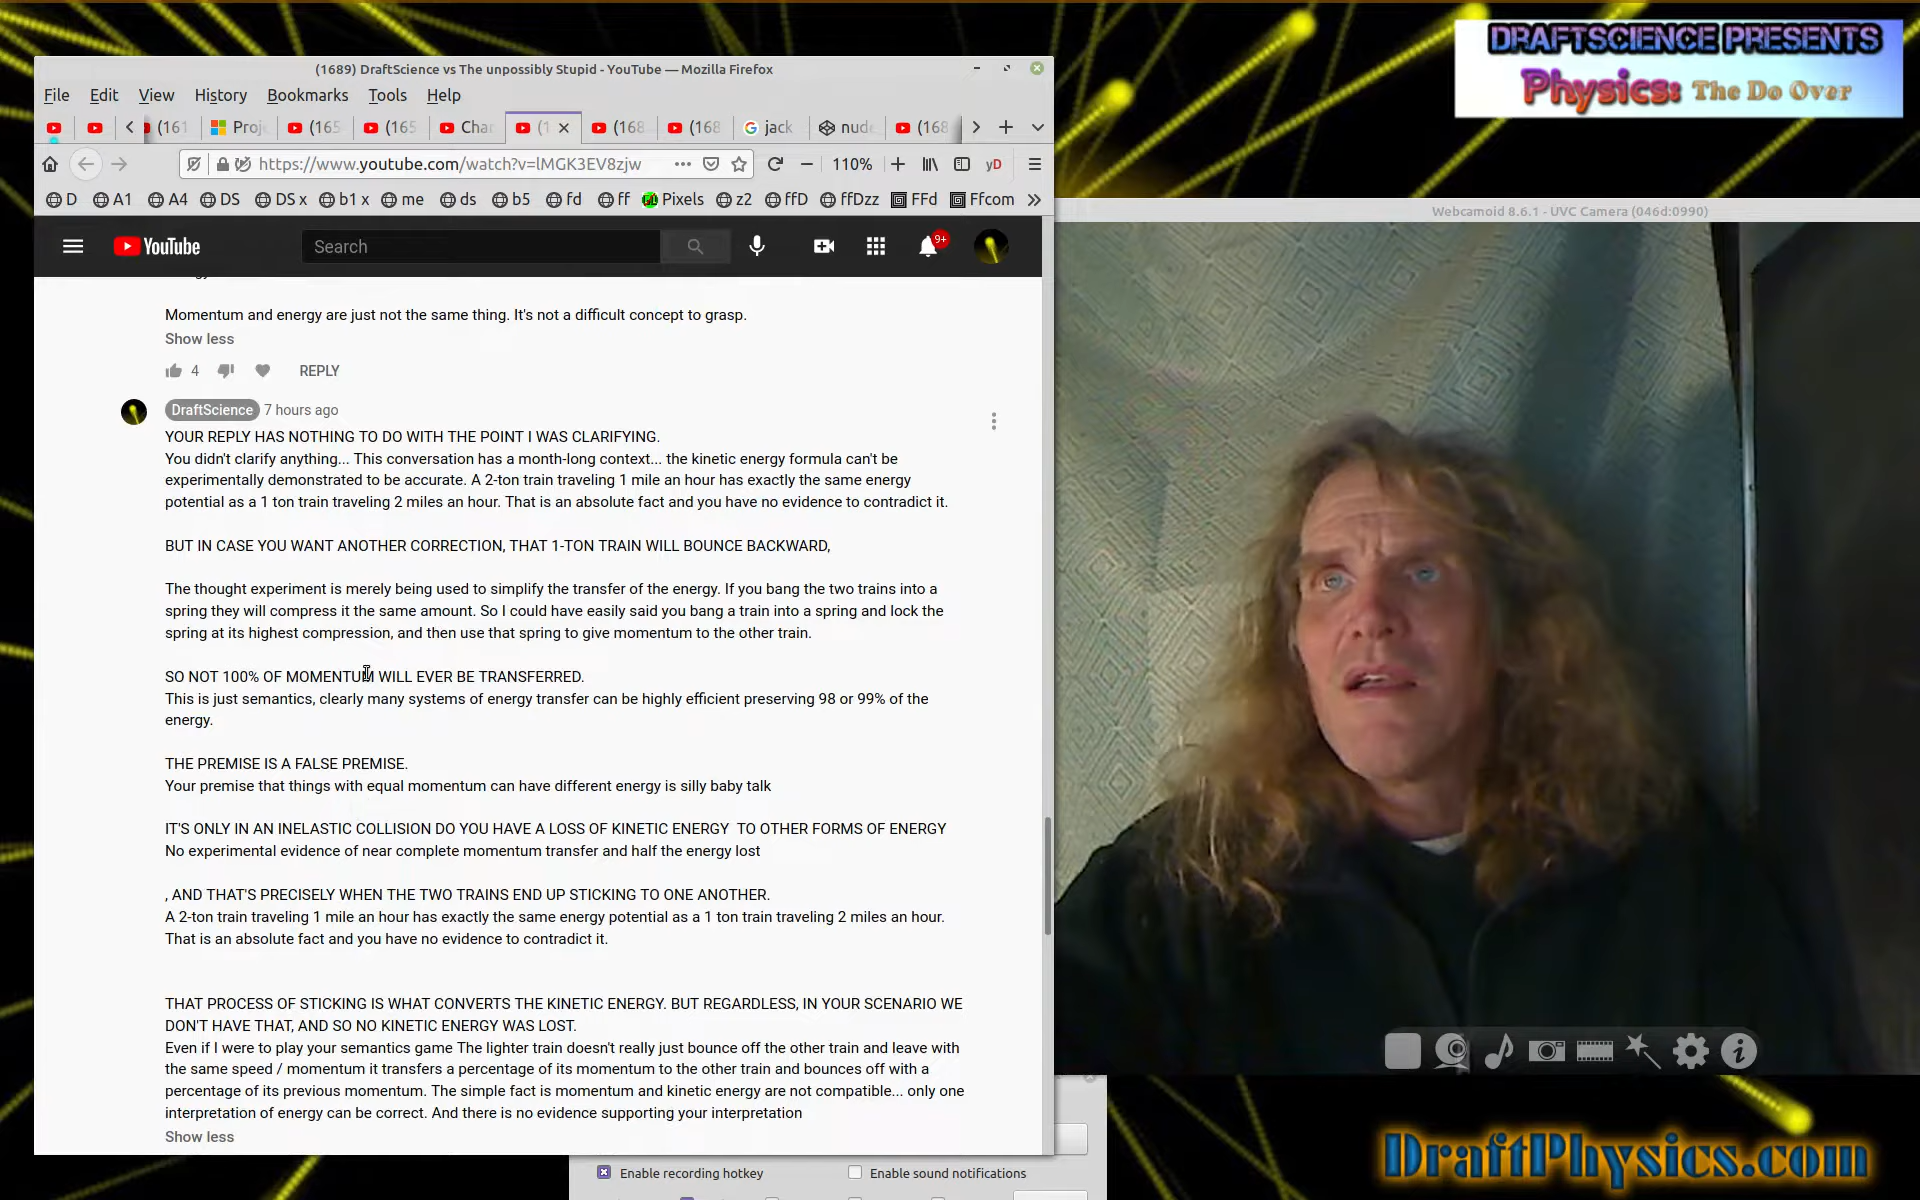 DRAFTSCIENCE PRESENTS
Physics: The Do Over
(1689) DraftScience vs The unpossibly Stupid - YouTube — Mozilla Firefox
File Edit View History Bookmarks Tools Help
(161 Proj (165 (165 Cha (1 (168 (168 jack nude (168
https://www.youtube.com/watch?v=lMGK3EV8zjw 110% yD
D A1 A4 DS DS x b1 x me ds b5 fd ff Pixels z2 ffD ffDzz FFd Ffcom
Webcamoid 8.6.1 - UVC Camera (046d:0990)
YouTube Search 9+
Momentum and energy are just not the same thing. It's not a difficult concept to grasp.
Show less
4 REPLY
DraftScience 7 hours ago
YOUR REPLY HAS NOTHING TO DO WITH THE POINT I WAS CLARIFYING.
You didn't clarify anything... This conversation has a month-long context... the kinetic energy formula can't be
experimentally demonstrated to be accurate. A 2-ton train traveling 1 mile an hour has exactly the same energy
potential as a 1 ton train traveling 2 miles an hour. That is an absolute fact and you have no evidence to contradict it.
BUT IN CASE YOU WANT ANOTHER CORRECTION, THAT 1-TON TRAIN WILL BOUNCE BACKWARD,
The thought experiment is merely being used to simplify the transfer of the energy. If you bang the two trains into a
spring they will compress it the same amount. So I could have easily said you bang a train into a spring and lock the
spring at its highest compression, and then use that spring to give momentum to the other train.
SO NOT 100% OF MOMENTUM WILL EVER BE TRANSFERRED.
This is just semantics, clearly many systems of energy transfer can be highly efficient preserving 98 or 99% of the
energy.
THE PREMISE IS A FALSE PREMISE.
Your premise that things with equal momentum can have different energy is silly baby talk
IT'S ONLY IN AN INELASTIC COLLISION DO YOU HAVE A LOSS OF KINETIC ENERGY TO OTHER FORMS OF ENERGY
No experimental evidence of near complete momentum transfer and half the energy lost
, AND THAT'S PRECISELY WHEN THE TWO TRAINS END UP STICKING TO ONE ANOTHER.
A 2-ton train traveling 1 mile an hour has exactly the same energy potential as a 1 ton train traveling 2 miles an hour.
That is an absolute fact and you have no evidence to contradict it.
THAT PROCESS OF STICKING IS WHAT CONVERTS THE KINETIC ENERGY. BUT REGARDLESS, IN YOUR SCENARIO WE
DON'T HAVE THAT, AND SO NO KINETIC ENERGY WAS LOST.
Even if I were to play your semantics game The lighter train doesn't really just bounce off the other train and leave with
the same speed / momentum it transfers a percentage of its momentum to the other train and bounces off with a
percentage of its previous momentum. The simple fact is momentum and kinetic energy are not compatible... only one
interpretation of energy can be correct. And there is no evidence supporting your interpretation
Show less
Enable recording hotkey Enable sound notifications
DraftPhysics.com